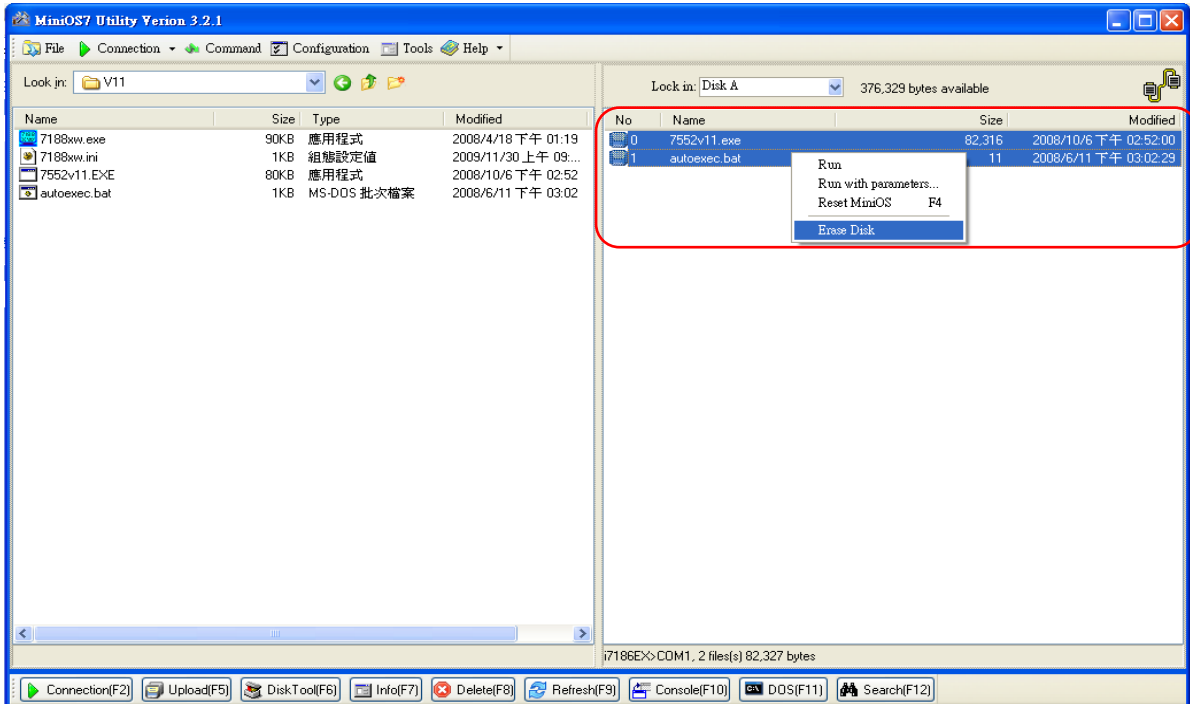 MiniOS7 Utility Verion 3.2.1
File Connection Command Configuration Tools Help
Look in: V11
Lock in: Disk A 376,329 bytes available
Name Size Type Modified
7188xw.exe 90KB 應用程式 2008/4/18 下午 01:19
7188xw.ini 1KB 組態設定值 2009/11/30 上午 09:...
7552v11.EXE 80KB 應用程式 2008/10/6 下午 02:52
autoexec.bat 1KB MS-DOS 批次檔案 2008/6/11 下午 03:02
No Name Size Modified
0 7552v11.exe 82,316 2008/10/6 下午 02:52:00
1 autoexec.bat 11 2008/6/11 下午 03:02:29
Run
Run with parameters...
Reset MiniOS F4
Erase Disk
i7186EX>COM1, 2 files(s) 82,327 bytes
Connection(F2) Upload(F5) DiskTool(F6) Info(F7) Delete(F8) Refresh(F9) Console(F10) DOS(F11) Search(F12)